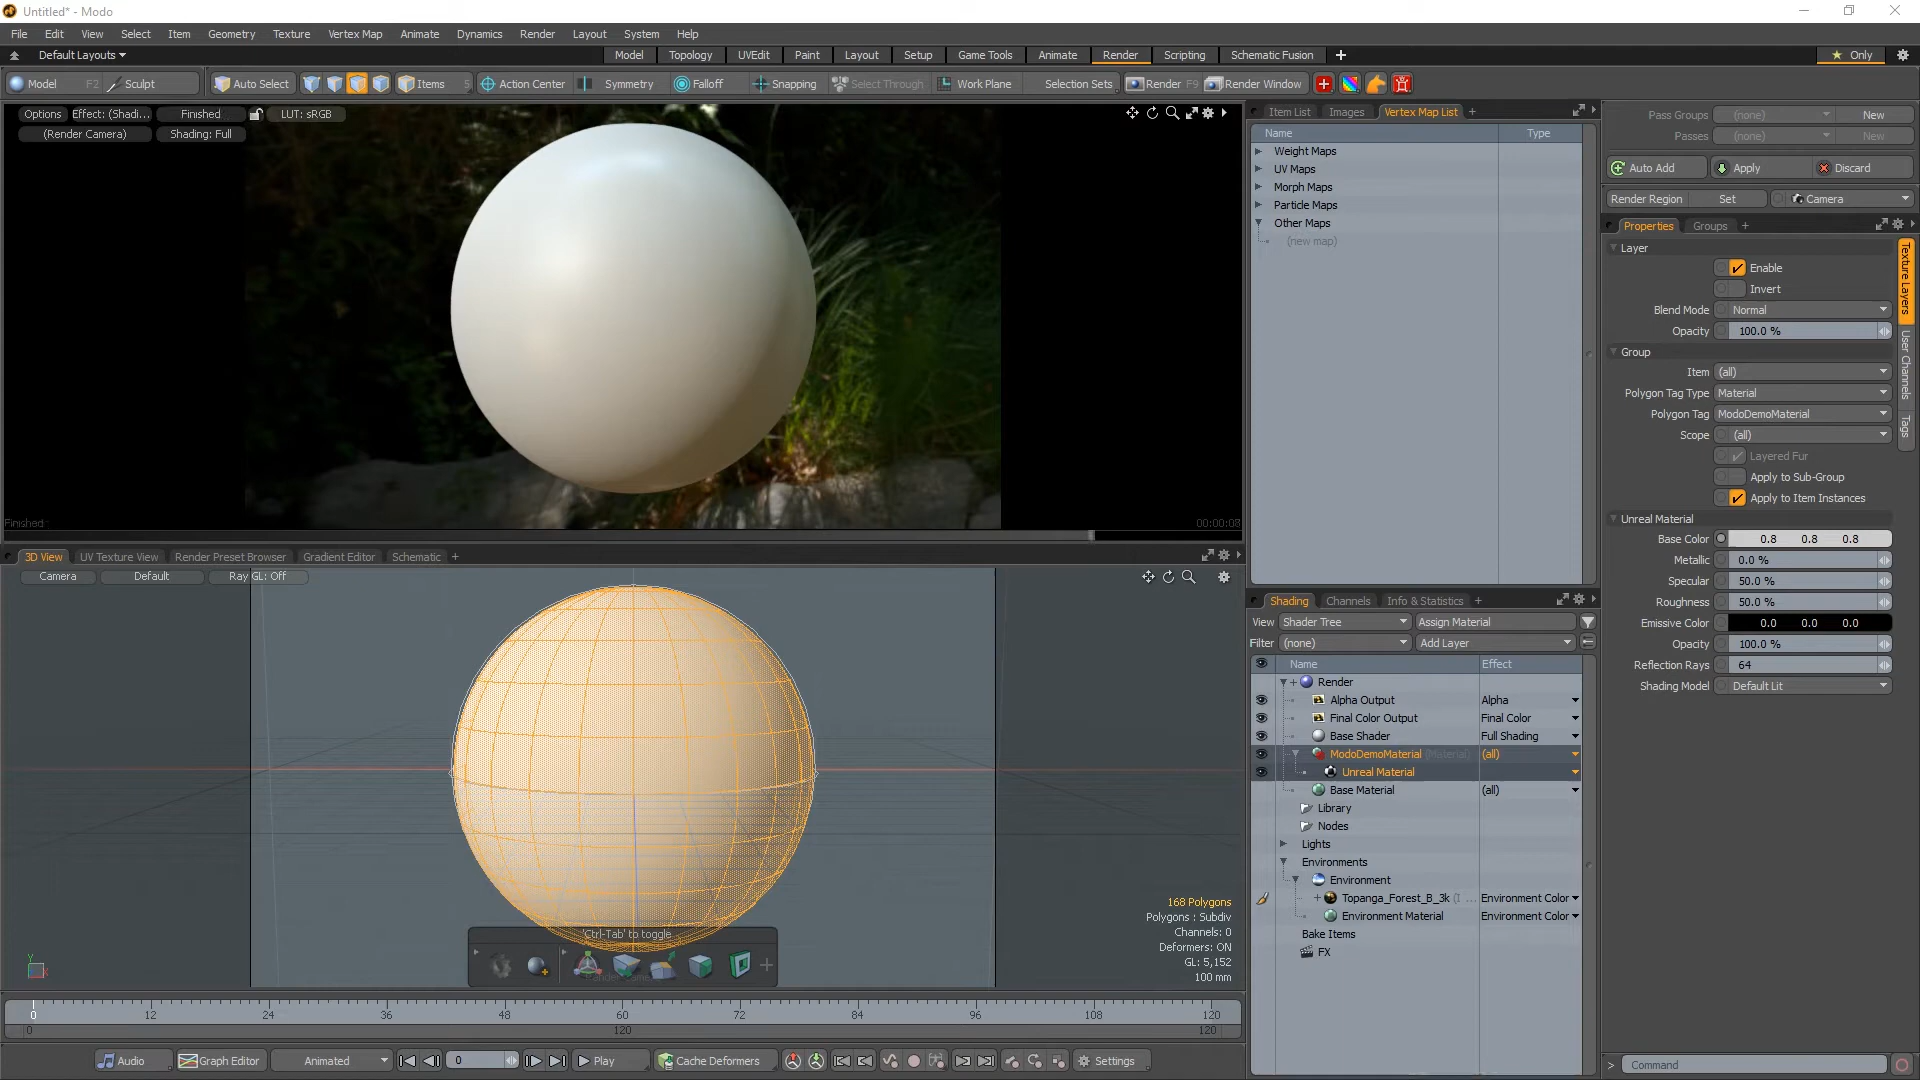 Untitled* - Modo
File Edit View Select Item Geometry Texture Vertex Map Animate Dynamics Render Layout System Help
Default Layouts Model Topology UVEdit Paint Layout Setup Game Tools Animate Render Scripting Schematic Fusion + Only
Model F2 Sculpt Auto Select Items 5 Action Center Symmetry Falloff Snapping Select Through Work Plane Selection Sets Render F9 Render Window
Options Effect: (Shadi... Finished LUT: sRGB
(Render Camera) Shading: Full
Finished 00:00:08
3D View UV Texture View Render Preset Browser Gradient Editor Schematic +
Camera Default Ray GL: Off
168 Polygons
Polygons : Subdiv
Channels: 0
Deformers: ON
GL: 5,152
100 mm
'Ctrl-Tab' to toggle
Y
X
0 12 24 36 48 60 72 84 96 108 120
0 120 120
Audio Graph Editor Animated 0 Play Cache Deformers Settings
Item List Images Vertex Map List +
Name Type
Weight Maps
UV Maps
Morph Maps
Particle Maps
Other Maps
(new map)
Shading Channels Info & Statistics +
View Shader Tree Assign Material
Filter (none) Add Layer
Name Effect
Render
Alpha Output Alpha
Final Color Output Final Color
Base Shader Full Shading
ModoDemoMaterial (Material) (all)
Unreal Material
Base Material (all)
Library
Nodes
Lights
Environments
Environment
Topanga_Forest_B_3k (I ... Environment Color
Environment Material Environment Color
Bake Items
FX
Pass Groups (none) New
Passes (none) New
Auto Add Apply Discard
Render Region Set Camera
Properties Groups +
Layer
Enable
Invert
Blend Mode Normal
Opacity 100.0 %
Group
Item (all)
Polygon Tag Type Material
Polygon Tag ModoDemoMaterial
Scope (all)
Layered Fur
Apply to Sub-Group
Apply to Item Instances
Unreal Material
Base Color 0.8 0.8 0.8
Metallic 0.0 %
Specular 50.0 %
Roughness 50.0 %
Emissive Color 0.0 0.0 0.0
Opacity 100.0 %
Reflection Rays 64
Shading Model Default Lit
Texture Layers
User Channels
Tags
> Command